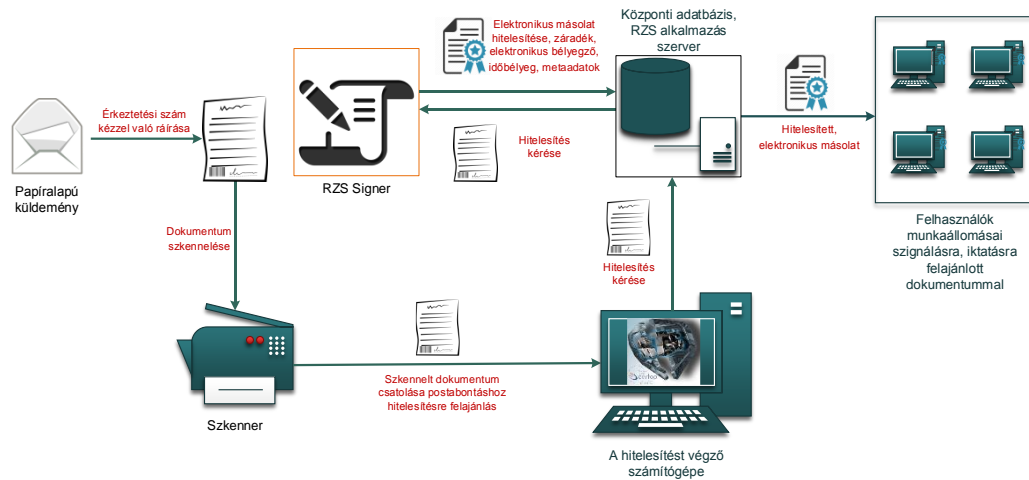 Elektronikus másolat
hitelesítése, záradék,
elektronikus bélyegző,
időbélyeg, metaadatok
Központi adatbázis,
RZS alkalmazás
szerver
Érkeztetési szám
kézzel való ráírása
Papíralapú
küldemény
RZS Signer
Hitelesítés
kérése
Hitelesített,
elektronikus másolat
Felhasználók
munkaállomásai
szignálásra, iktatásra
felajánlott
dokumentummal
Dokumentum
szkennelése
Hitelesítés
kérése
Szkennelt dokumentum
csatolása postabontáshoz
hitelesítésre felajánlás
Szkenner
A hitelesítést végző
számítógépe